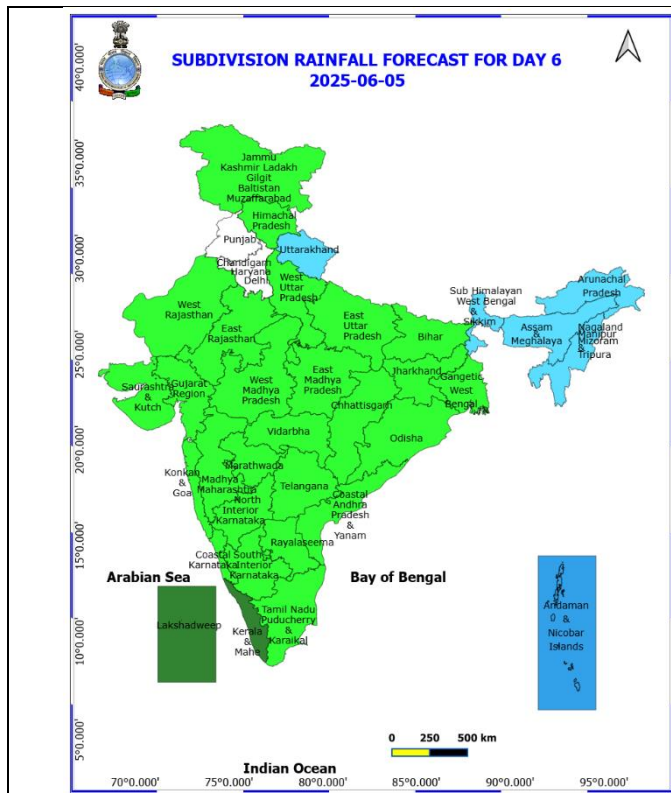 SUBDIVISION RAINFALL FORECAST FOR DAY 6
2025-06-05
40°0.000'
35°0.000'
30°0.000'
25°0.000'
20°0.000'
15°0.000'
10°0.000'
5°0.000'
Jammu
Kashmir Ladakh
Gilgit
Baltistan
Muzaffarabad
Himachal
Pradesh
Punjab
Uttarakhand
Chandigarh
Haryana
Delhi
West
Uttar
Pradesh
Sub Himalayan
West Bengal
&
Sikkim
Arunachal
Pradesh
West
Rajasthan
East
Rajasthan
East
Uttar
Pradesh
Bihar
Assam
&
Meghalaya
Nagaland
Manipur
Mizoram
&
Tripura
Saurashtra
&
Kutch
Gujarat
Region
West
Madhya
Pradesh
East
Madhya
Pradesh
Jharkhand
Gangetic
West
Bengal
Chhattisgarh
Vidarbha
Odisha
Konkan
&
Goa
Madhya
Maharashtra
Marathwada
Telangana
North
Interior
Karnataka
Coastal
Andhra
Pradesh
&
Yanam
Rayalaseema
Coastal
Karnataka
South
Interior
Karnataka
Arabian Sea
Bay of Bengal
Lakshadweep
Kerala
&
Mahe
Tamil Nadu
Puducherry
&
Karaikal
Andaman
&
Nicobar
Islands
0 250 500 km
Indian Ocean
70°0.000' 75°0.000' 80°0.000' 85°0.000' 90°0.000' 95°0.000'